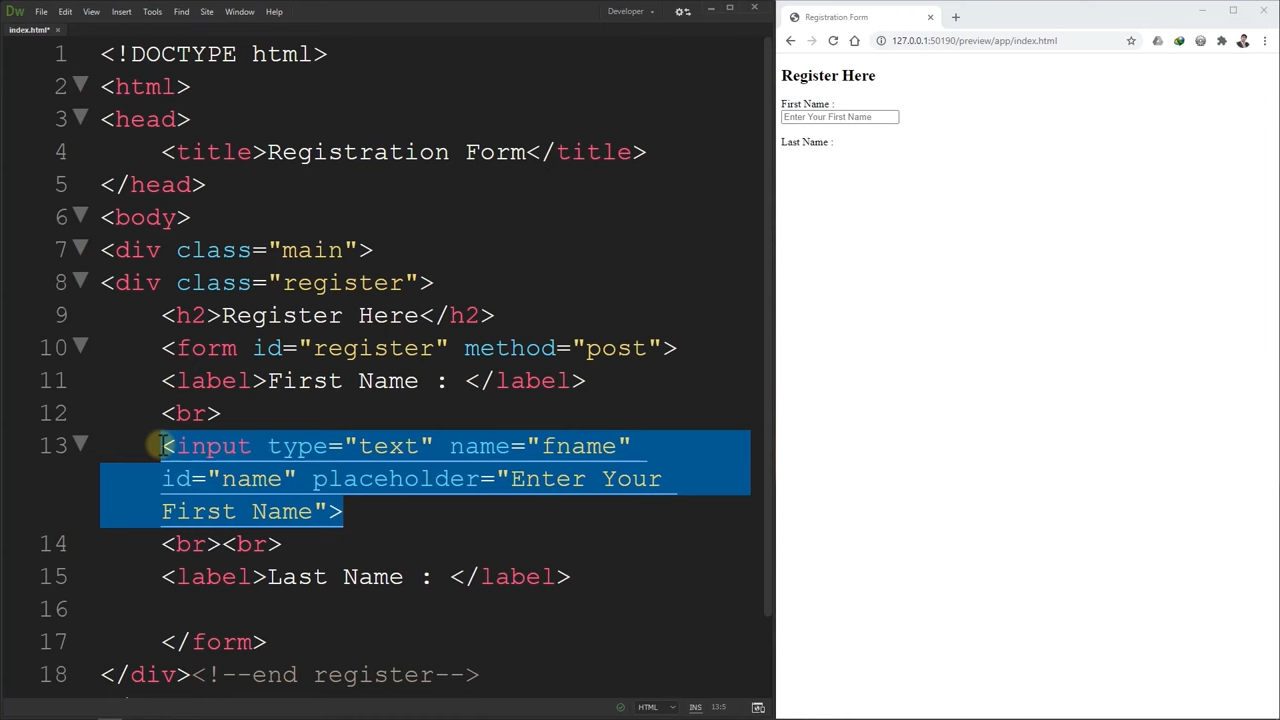 Dw File Edit View Insert Tools Find Site Window Help Developer
index.html*
1 <!DOCTYPE html>
2 <html>
3 <head>
4 <title>Registration Form</title>
5 </head>
6 <body>
7 <div class="main">
8 <div class="register">
9 <h2>Register Here</h2>
10 <form id="register" method="post">
11 <label>First Name : </label>
12 <br>
13 <input type="text" name="fname"
id="name" placeholder="Enter Your
First Name">
14 <br><br>
15 <label>Last Name : </label>
16
17 </form>
18 </div><!--end register-->
HTML INS 13:5
Registration Form
127.0.0.1:50190/preview/app/index.html
Register Here
First Name :
Enter Your First Name
Last Name :